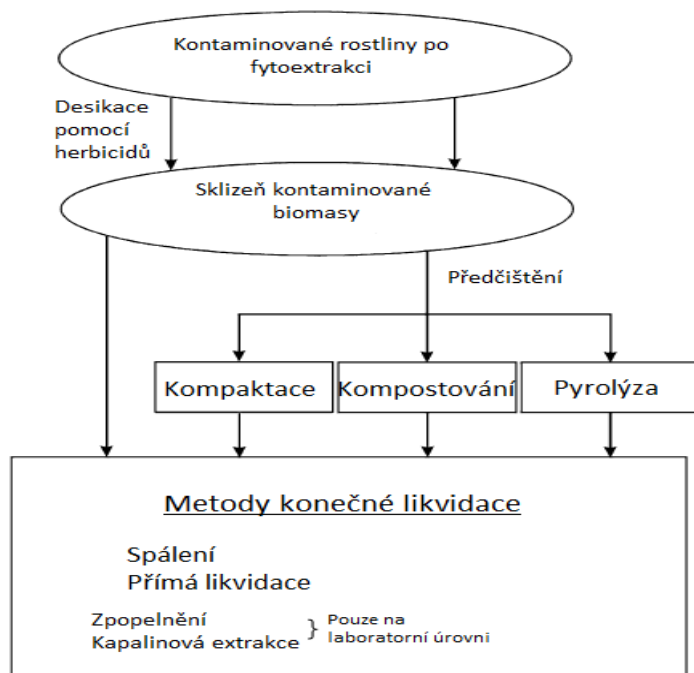 Kontaminované rostliny po
fytoextrakci
Desikace
pomocí
herbicidů
Sklizeň kontaminované
biomasy
Předčištění
Kompaktace
Kompostování
Pyrolýza
Metody konečné likvidace
Spálení
Přímá likvidace
Zpopelnění
Kapalinová extrakce
} Pouze na
laboratorní úrovni